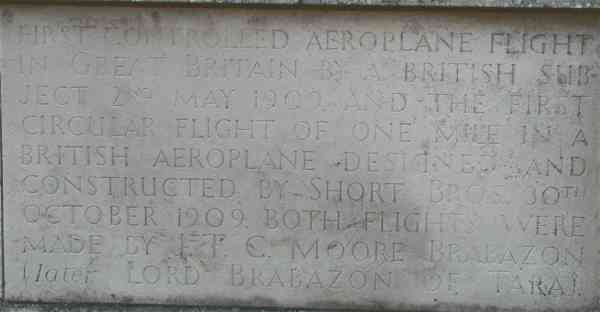 FIRST CONTROLLED AEROPLANE FLIGHT
IN GREAT BRITAIN BY A BRITISH SUB-
JECT 2ND MAY 1909. AND THE FIRST
CIRCULAR FLIGHT OF ONE MILE IN A
BRITISH AEROPLANE DESIGNED AND
CONSTRUCTED BY SHORT BROS. 30TH
OCTOBER 1909. BOTH FLIGHTS WERE
MADE BY J. T. C. MOORE BRABAZON
(later LORD BRABAZON OF TARA).